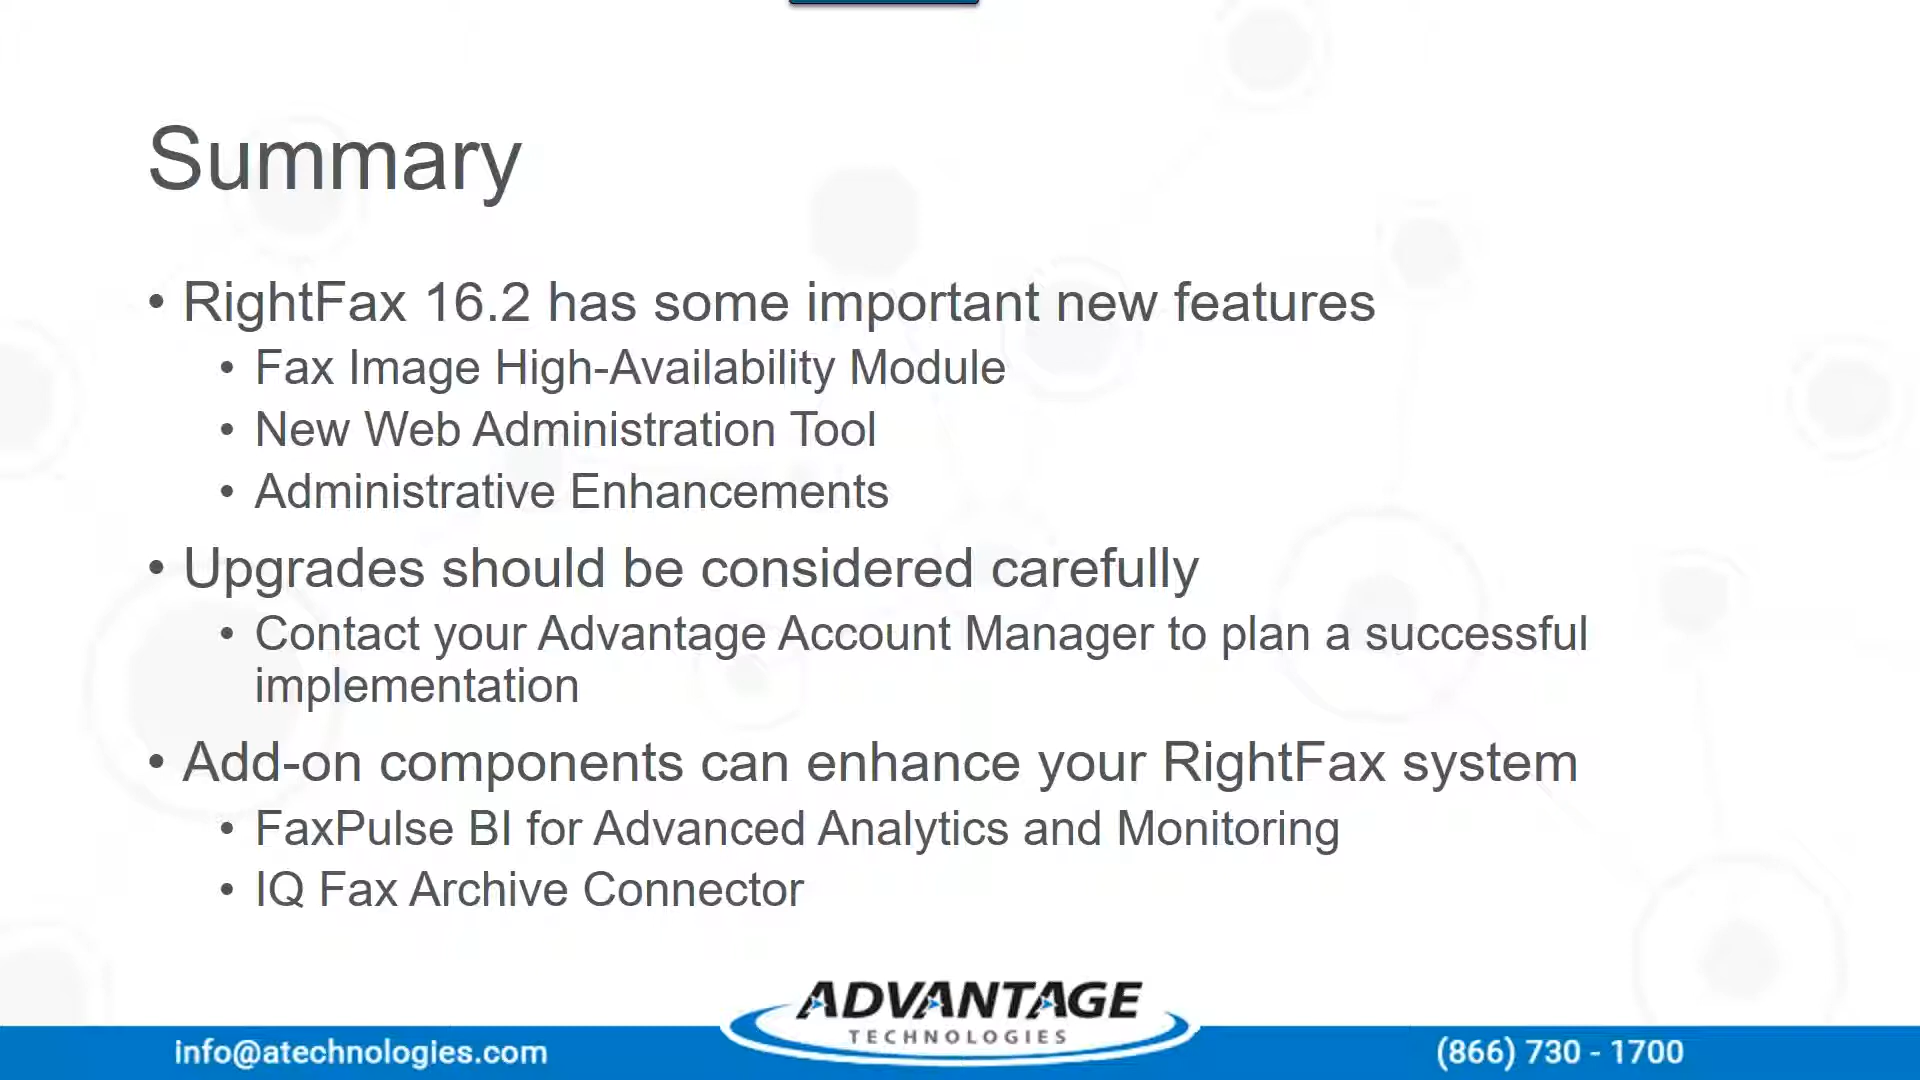 Summary
• RightFax 16.2 has some important new features
• Fax Image High-Availability Module
• New Web Administration Tool
• Administrative Enhancements
• Upgrades should be considered carefully
• Contact your Advantage Account Manager to plan a successful
implementation
• Add-on components can enhance your RightFax system
• FaxPulse BI for Advanced Analytics and Monitoring
• IQ Fax Archive Connector
ADVANTAGE
TECHNOLOGIES
info@atechnologies.com
(866) 730 - 1700